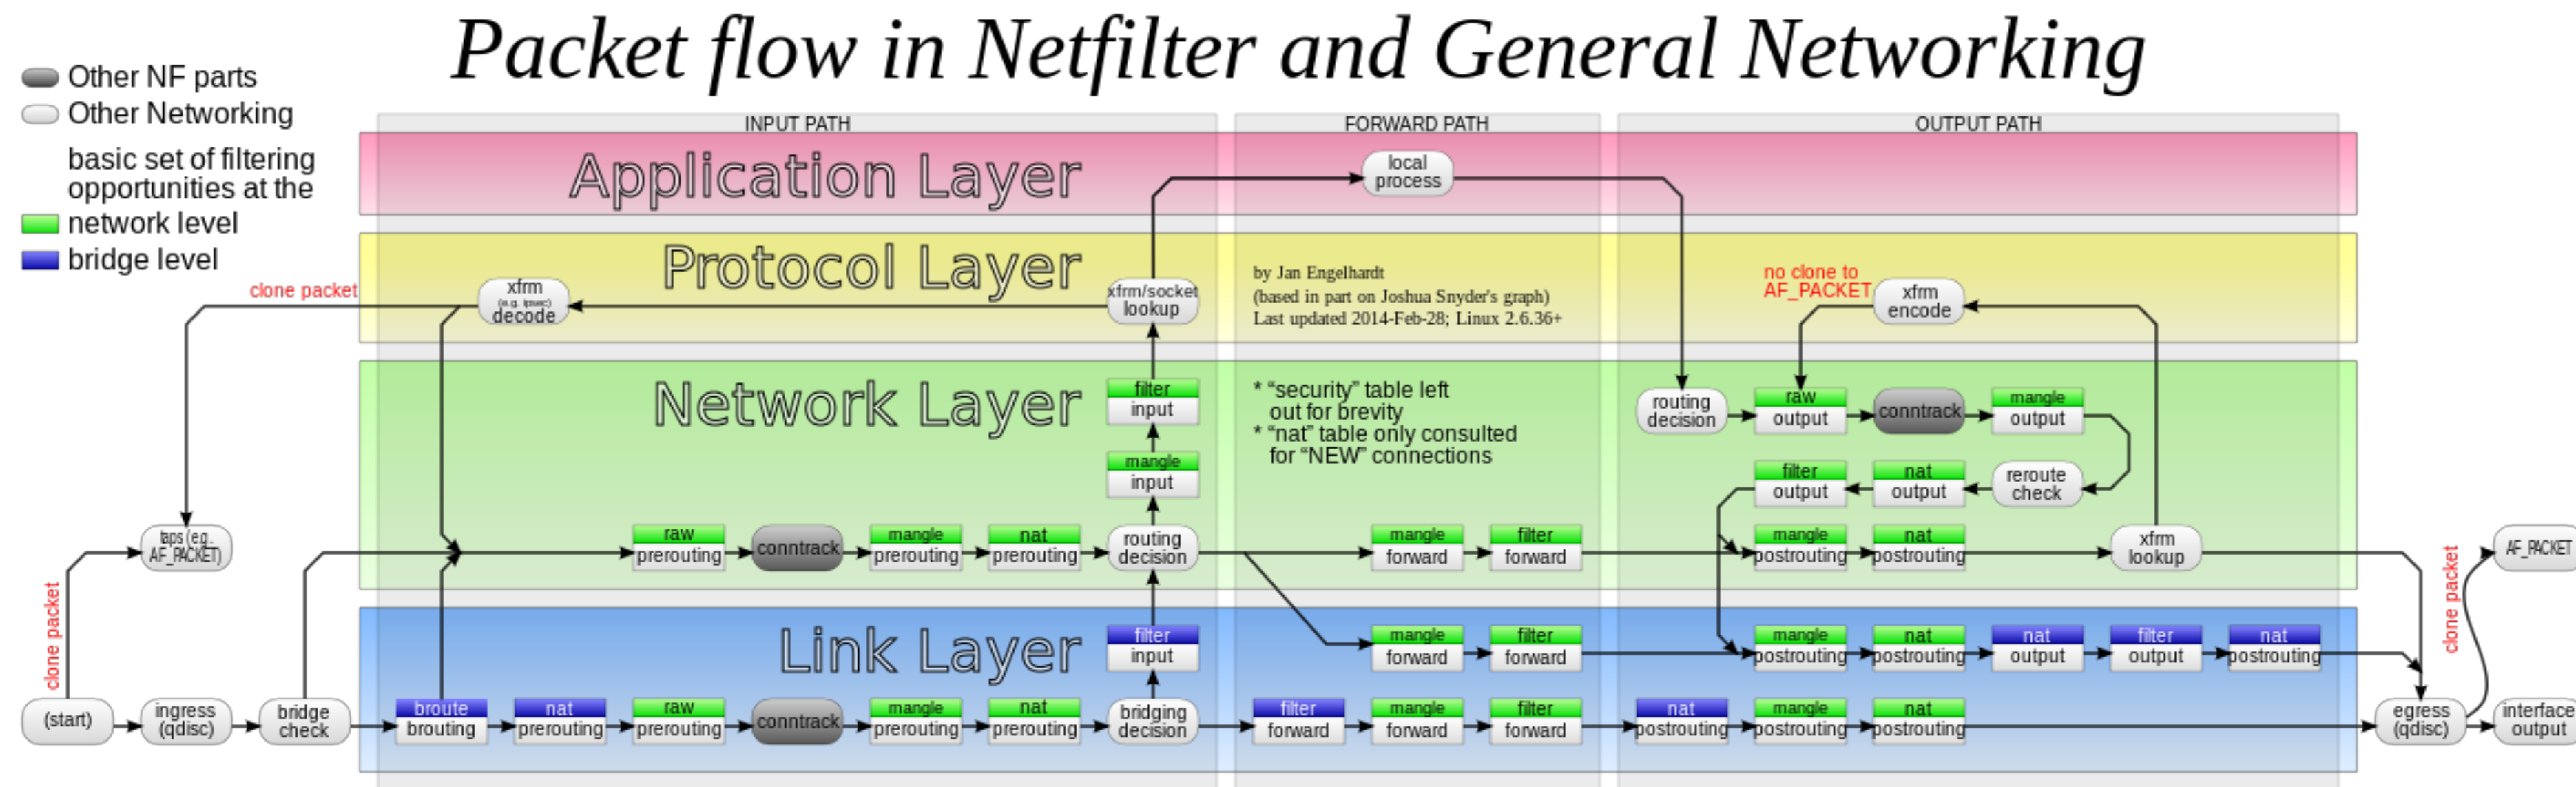 Packet flow in Netfilter and General Networking
Other NF parts
Other Networking
basic set of filtering
opportunities at the
network level
bridge level
INPUT PATH
FORWARD PATH
OUTPUT PATH
Application Layer
local
process
Protocol Layer
clone packet
xfrm
(e.g. ipsec)
decode
xfrm/socket
lookup
by Jan Engelhardt
(based in part on Joshua Snyder's graph)
Last updated 2014-Feb-28; Linux 2.6.36+
no clone to
AF_PACKET
xfrm
encode
Network Layer
filter
input
mangle
input
* “security” table left
out for brevity
* “nat” table only consulted
for “NEW” connections
routing
decision
raw
output
conntrack
mangle
output
filter
output
nat
output
reroute
check
taps (e.g.
AF_PACKET)
raw
prerouting
conntrack
mangle
prerouting
nat
prerouting
routing
decision
mangle
forward
filter
forward
mangle
postrouting
nat
postrouting
xfrm
lookup
clone packet
AF_PACKET
clone packet
Link Layer
filter
input
mangle
forward
filter
forward
mangle
postrouting
nat
postrouting
nat
output
filter
output
nat
postrouting
(start)
ingress
(qdisc)
bridge
check
broute
brouting
nat
prerouting
raw
prerouting
conntrack
mangle
prerouting
nat
prerouting
bridging
decision
filter
forward
mangle
forward
filter
forward
nat
postrouting
mangle
postrouting
nat
postrouting
egress
(qdisc)
interface
output